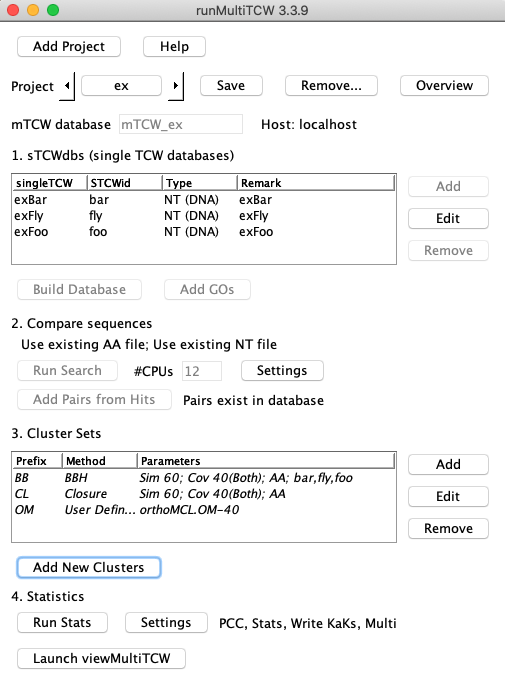 runMultiTCW 3.3.9
Add Project Help
Project ex Save Remove... Overview
mTCW database mTCW_ex Host: localhost
1. sTCWdbs (single TCW databases)
singleTCW STCWid Type Remark
exBar bar NT (DNA) exBar
exFly fly NT (DNA) exFly
exFoo foo NT (DNA) exFoo
Add
Edit
Remove
Build Database Add GOs
2. Compare sequences
Use existing AA file; Use existing NT file
Run Search #CPUs 12 Settings
Add Pairs from Hits Pairs exist in database
3. Cluster Sets
Prefix Method Parameters
BB BBH Sim 60; Cov 40(Both); AA; bar,fly,foo
CL Closure Sim 60; Cov 40(Both); AA
OM User Defin... orthoMCL.OM-40
Add
Edit
Remove
Add New Clusters
4. Statistics
Run Stats Settings PCC, Stats, Write KaKs, Multi
Launch viewMultiTCW